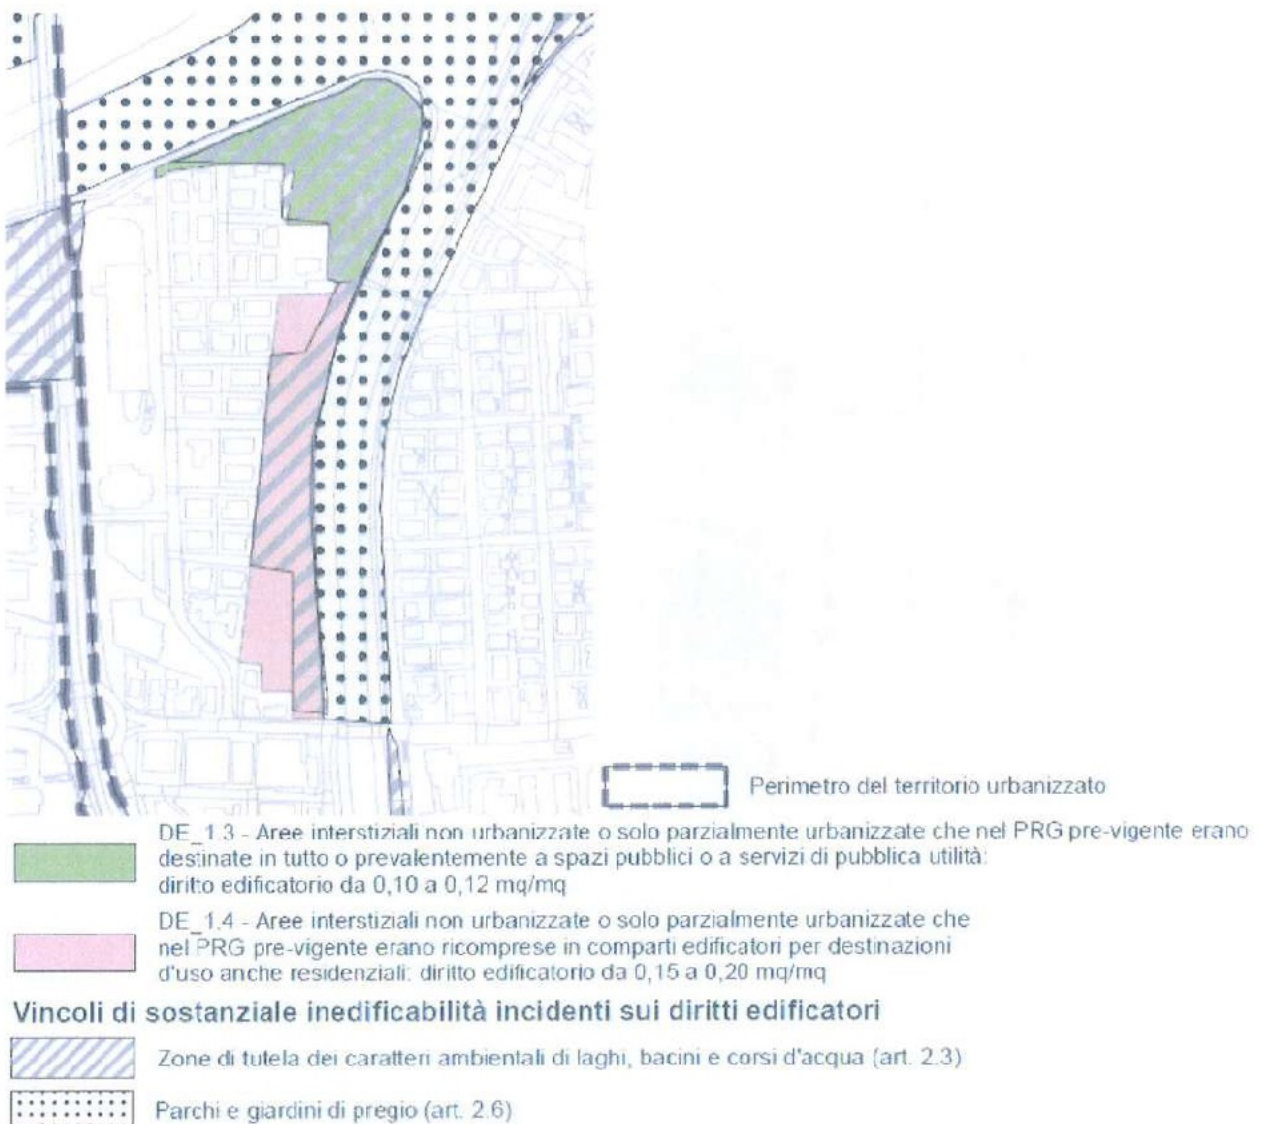 Perimetro del territorio urbanizzato
DE_1.3 - Aree interstiziali non urbanizzate o solo parzialmente urbanizzate che nel PRG pre-vigente erano
destinate in tutto o prevalentemente a spazi pubblici o a servizi di pubblica utilità:
diritto edificatorio da 0,10 a 0,12 mq/mq
DE_1.4 - Aree interstiziali non urbanizzate o solo parzialmente urbanizzate che
nel PRG pre-vigente erano ricomprese in comparti edificatori per destinazioni
d'uso anche residenziali: diritto edificatorio da 0,15 a 0,20 mq/mq
Vincoli di sostanziale inedificabilità incidenti sui diritti edificatori
Zone di tutela dei caratteri ambientali di laghi, bacini e corsi d'acqua (art. 2.3)
Parchi e giardini di pregio (art. 2.6)